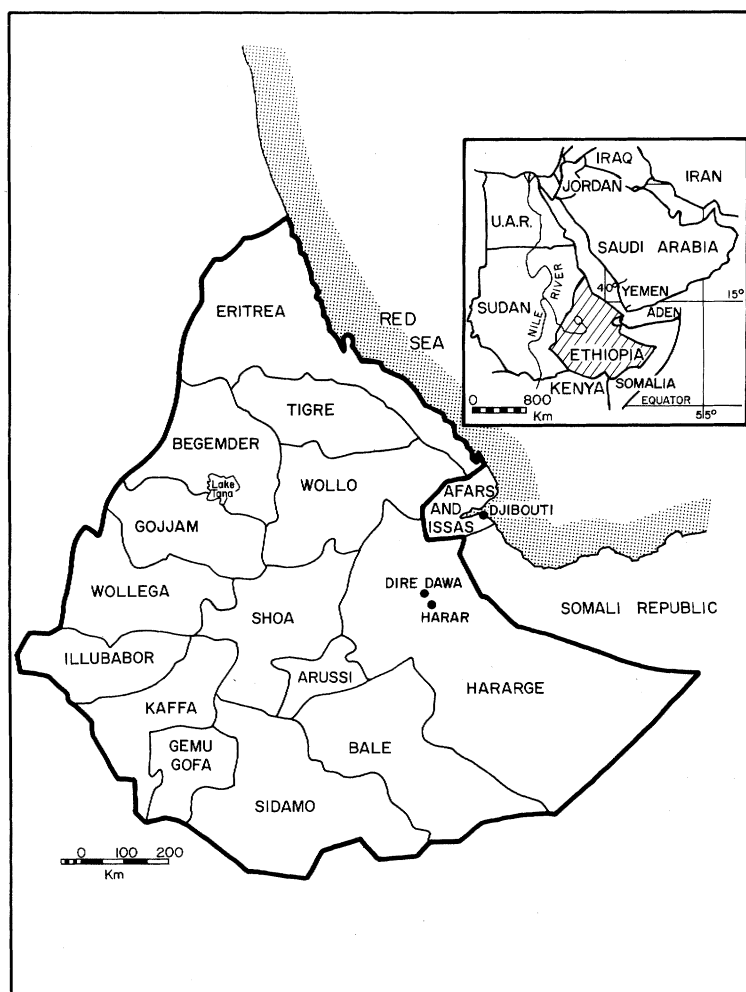 IRAQ
IRAN
JORDAN
U.A.R.
SAUDI ARABIA
40°
YEMEN
15°
SUDAN
NILE RIVER
ADEN
ETHIOPIA
SOMALIA
KENYA
EQUATOR
0 800
Km
55°
ERITREA
RED
SEA
TIGRE
BEGEMDER
Lake
Tana
WOLLO
AFARS
AND
ISSAS
DJIBOUTI
GOJJAM
DIRE DAWA
WOLLEGA
SHOA
HARAR
SOMALI REPUBLIC
ILLUBABOR
ARUSSI
HARARGE
KAFFA
GEMU
GOFA
BALE
SIDAMO
0 100 200
Km